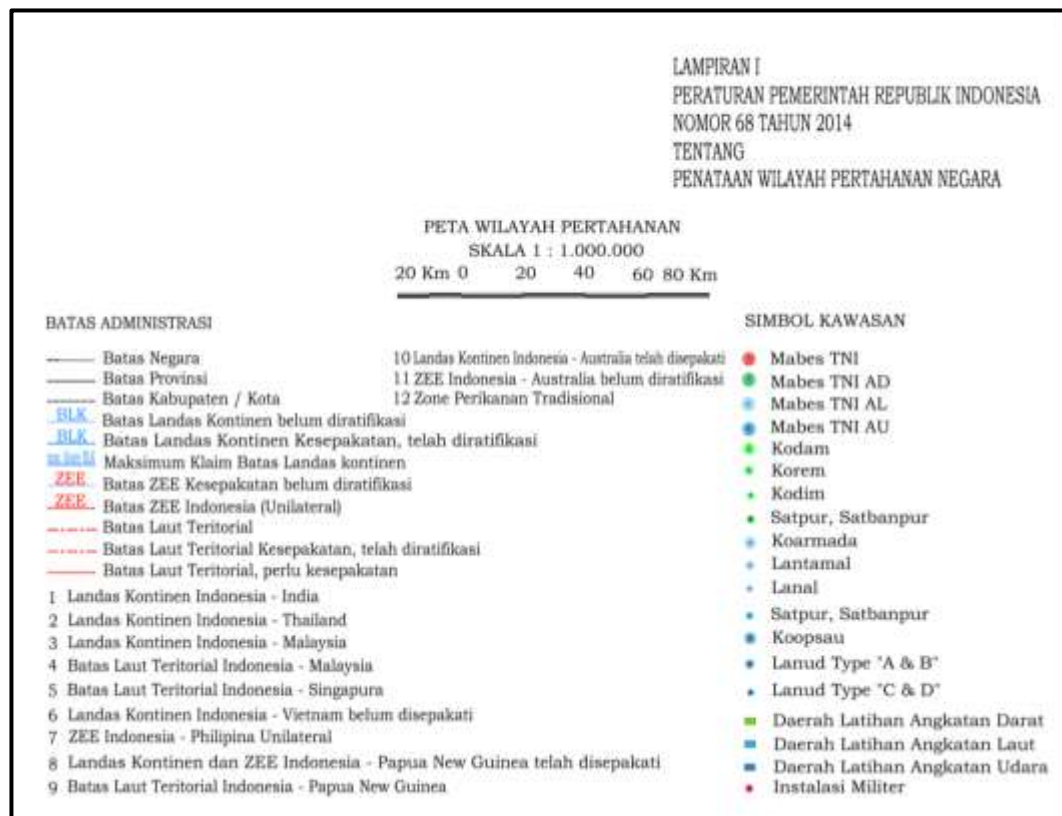 LAMPIRAN I
PERATURAN PEMERINTAH REPUBLIK INDONESIA
NOMOR 68 TAHUN 2014
TENTANG
PENATAAN WILAYAH PERTAHANAN NEGARA
PETA WILAYAH PERTAHANAN
SKALA 1 : 1.000.000
20 Km 0 20 40 60 80 Km
BATAS ADMINISTRASI
Batas Negara
Batas Provinsi
Batas Kabupaten / Kota
BLK Batas Landas Kontinen belum diratifikasi
BLK Batas Landas Kontinen Kesepakatan, telah diratifikasi
Maksimum Klaim Batas Landas kontinen
ZEE Batas ZEE Kesepakatan belum diratifikasi
ZEE Batas ZEE Indonesia (Unilateral)
Batas Laut Teritorial
Batas Laut Teritorial Kesepakatan, telah diratifikasi
Batas Laut Teritorial, perlu kesepakatan
1 Landas Kontinen Indonesia - India
2 Landas Kontinen Indonesia - Thailand
3 Landas Kontinen Indonesia - Malaysia
4 Batas Laut Teritorial Indonesia - Malaysia
5 Batas Laut Teritorial Indonesia - Singapura
6 Landas Kontinen Indonesia - Vietnam belum disepakati
7 ZEE Indonesia - Philipina Unilateral
8 Landas Kontinen dan ZEE Indonesia - Papua New Guinea telah disepakati
9 Batas Laut Teritorial Indonesia - Papua New Guinea
10 Landas Kontinen Indonesia - Australia telah disepakati
11 ZEE Indonesia - Australia belum diratifikasi
12 Zone Perikanan Tradisional
SIMBOL KAWASAN
Mabes TNI
Mabes TNI AD
Mabes TNI AL
Mabes TNI AU
Kodam
Korem
Kodim
Satpur, Satbanpur
Koarmada
Lantamal
Lanal
Satpur, Satbanpur
Koopsau
Lanud Type "A & B"
Lanud Type "C & D"
Daerah Latihan Angkatan Darat
Daerah Latihan Angkatan Laut
Daerah Latihan Angkatan Udara
Instalasi Militer